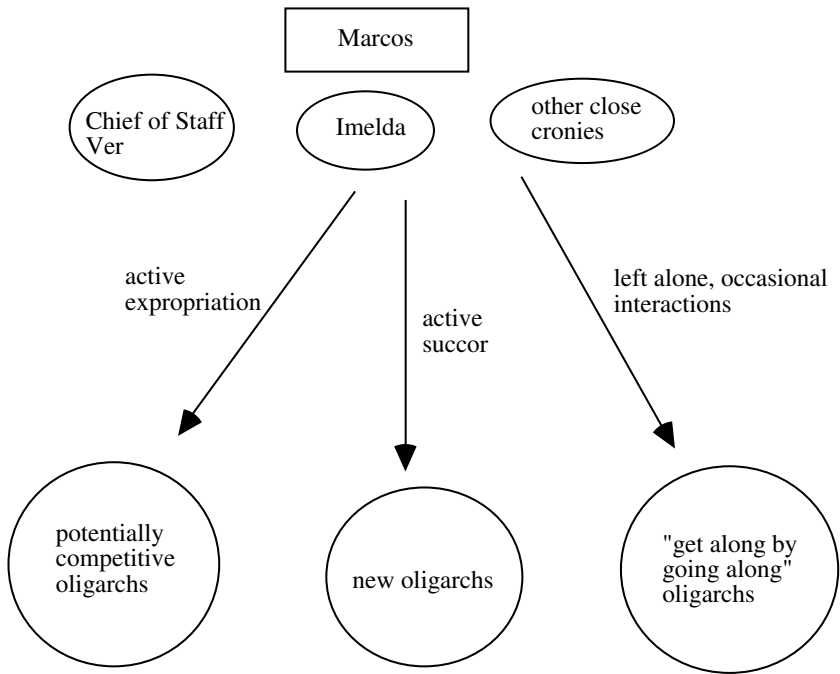 Marcos
Chief of Staff
Ver
Imelda
other close
cronies
active
expropriation
active
succor
left alone, occasional
interactions
potentially
competitive
oligarchs
new oligarchs
"get along by
going along"
oligarchs